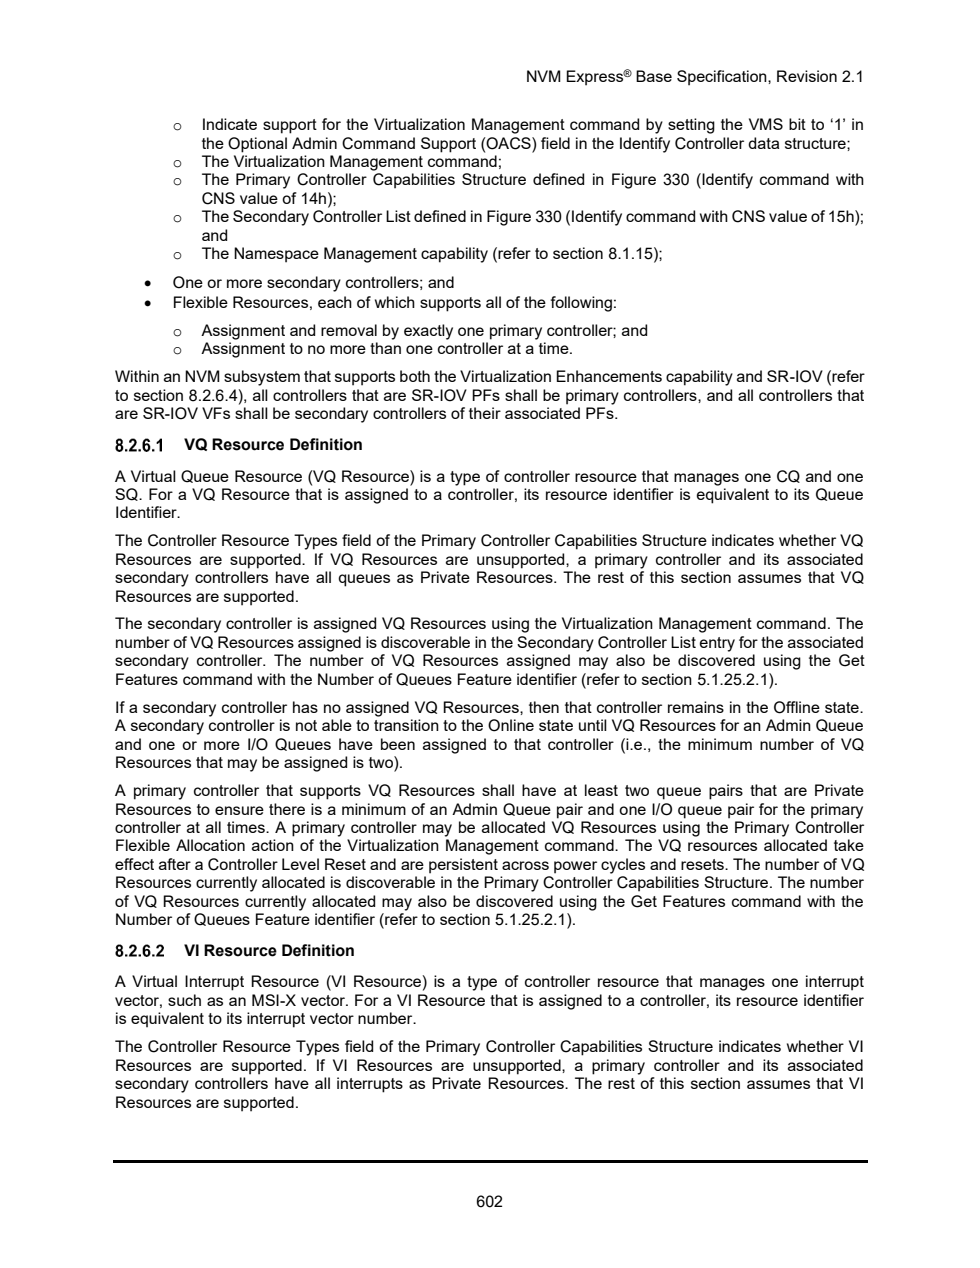 NVM Express® Base Specification, Revision 2.1
o Indicate support for the Virtualization Management command by setting the VMS bit to ‘1’ in
the Optional Admin Command Support (OACS) field in the Identify Controller data structure;
o The Virtualization Management command;
o The Primary Controller Capabilities Structure defined in Figure 330 (Identify command with
CNS value of 14h);
o The Secondary Controller List defined in Figure 330 (Identify command with CNS value of 15h);
and
o The Namespace Management capability (refer to section 8.1.15);
• One or more secondary controllers; and
• Flexible Resources, each of which supports all of the following:
o Assignment and removal by exactly one primary controller; and
o Assignment to no more than one controller at a time.
Within an NVM subsystem that supports both the Virtualization Enhancements capability and SR-IOV (refer
to section 8.2.6.4), all controllers that are SR-IOV PFs shall be primary controllers, and all controllers that
are SR-IOV VFs shall be secondary controllers of their associated PFs.
8.2.6.1 VQ Resource Definition
A Virtual Queue Resource (VQ Resource) is a type of controller resource that manages one CQ and one
SQ. For a VQ Resource that is assigned to a controller, its resource identifier is equivalent to its Queue
Identifier.
The Controller Resource Types field of the Primary Controller Capabilities Structure indicates whether VQ
Resources are supported. If VQ Resources are unsupported, a primary controller and its associated
secondary controllers have all queues as Private Resources. The rest of this section assumes that VQ
Resources are supported.
The secondary controller is assigned VQ Resources using the Virtualization Management command. The
number of VQ Resources assigned is discoverable in the Secondary Controller List entry for the associated
secondary controller. The number of VQ Resources assigned may also be discovered using the Get
Features command with the Number of Queues Feature identifier (refer to section 5.1.25.2.1).
If a secondary controller has no assigned VQ Resources, then that controller remains in the Offline state.
A secondary controller is not able to transition to the Online state until VQ Resources for an Admin Queue
and one or more I/O Queues have been assigned to that controller (i.e., the minimum number of VQ
Resources that may be assigned is two).
A primary controller that supports VQ Resources shall have at least two queue pairs that are Private
Resources to ensure there is a minimum of an Admin Queue pair and one I/O queue pair for the primary
controller at all times. A primary controller may be allocated VQ Resources using the Primary Controller
Flexible Allocation action of the Virtualization Management command. The VQ resources allocated take
effect after a Controller Level Reset and are persistent across power cycles and resets. The number of VQ
Resources currently allocated is discoverable in the Primary Controller Capabilities Structure. The number
of VQ Resources currently allocated may also be discovered using the Get Features command with the
Number of Queues Feature identifier (refer to section 5.1.25.2.1).
8.2.6.2 VI Resource Definition
A Virtual Interrupt Resource (VI Resource) is a type of controller resource that manages one interrupt
vector, such as an MSI-X vector. For a VI Resource that is assigned to a controller, its resource identifier
is equivalent to its interrupt vector number.
The Controller Resource Types field of the Primary Controller Capabilities Structure indicates whether VI
Resources are supported. If VI Resources are unsupported, a primary controller and its associated
secondary controllers have all interrupts as Private Resources. The rest of this section assumes that VI
Resources are supported.
602